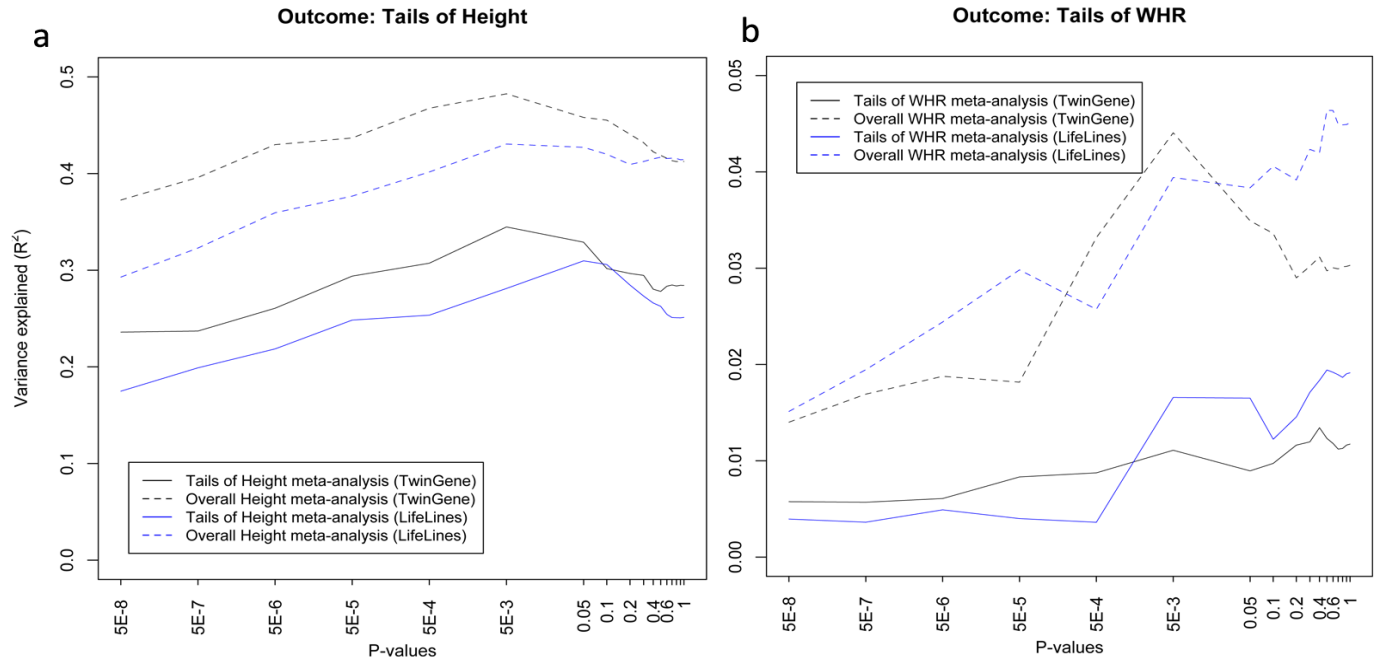 Outcome: Tails of Height
a
0.5
0.4
0.3
0.2
0.1
0.0
Variance explained (R²)
Tails of Height meta-analysis (TwinGene)
Overall Height meta-analysis (TwinGene)
Tails of Height meta-analysis (LifeLines)
Overall Height meta-analysis (LifeLines)
5E-8 5E-7 5E-6 5E-5 5E-4 5E-3 0.05 0.1 0.2 0.4 0.6 1
P-values
Outcome: Tails of WHR
b
0.05
0.04
0.03
0.02
0.01
0.00
Tails of WHR meta-analysis (TwinGene)
Overall WHR meta-analysis (TwinGene)
Tails of WHR meta-analysis (LifeLines)
Overall WHR meta-analysis (LifeLines)
5E-8 5E-7 5E-6 5E-5 5E-4 5E-3 0.05 0.1 0.2 0.4 0.6 1
P-values